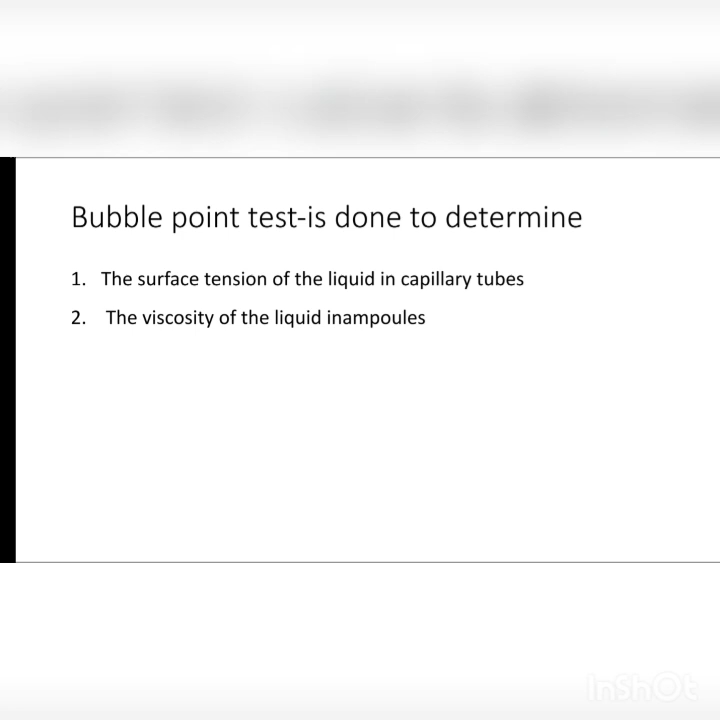 Bubble point test-is done to determine
1. The surface tension of the liquid in capillary tubes
2. The viscosity of the liquid inampoules
InShOt